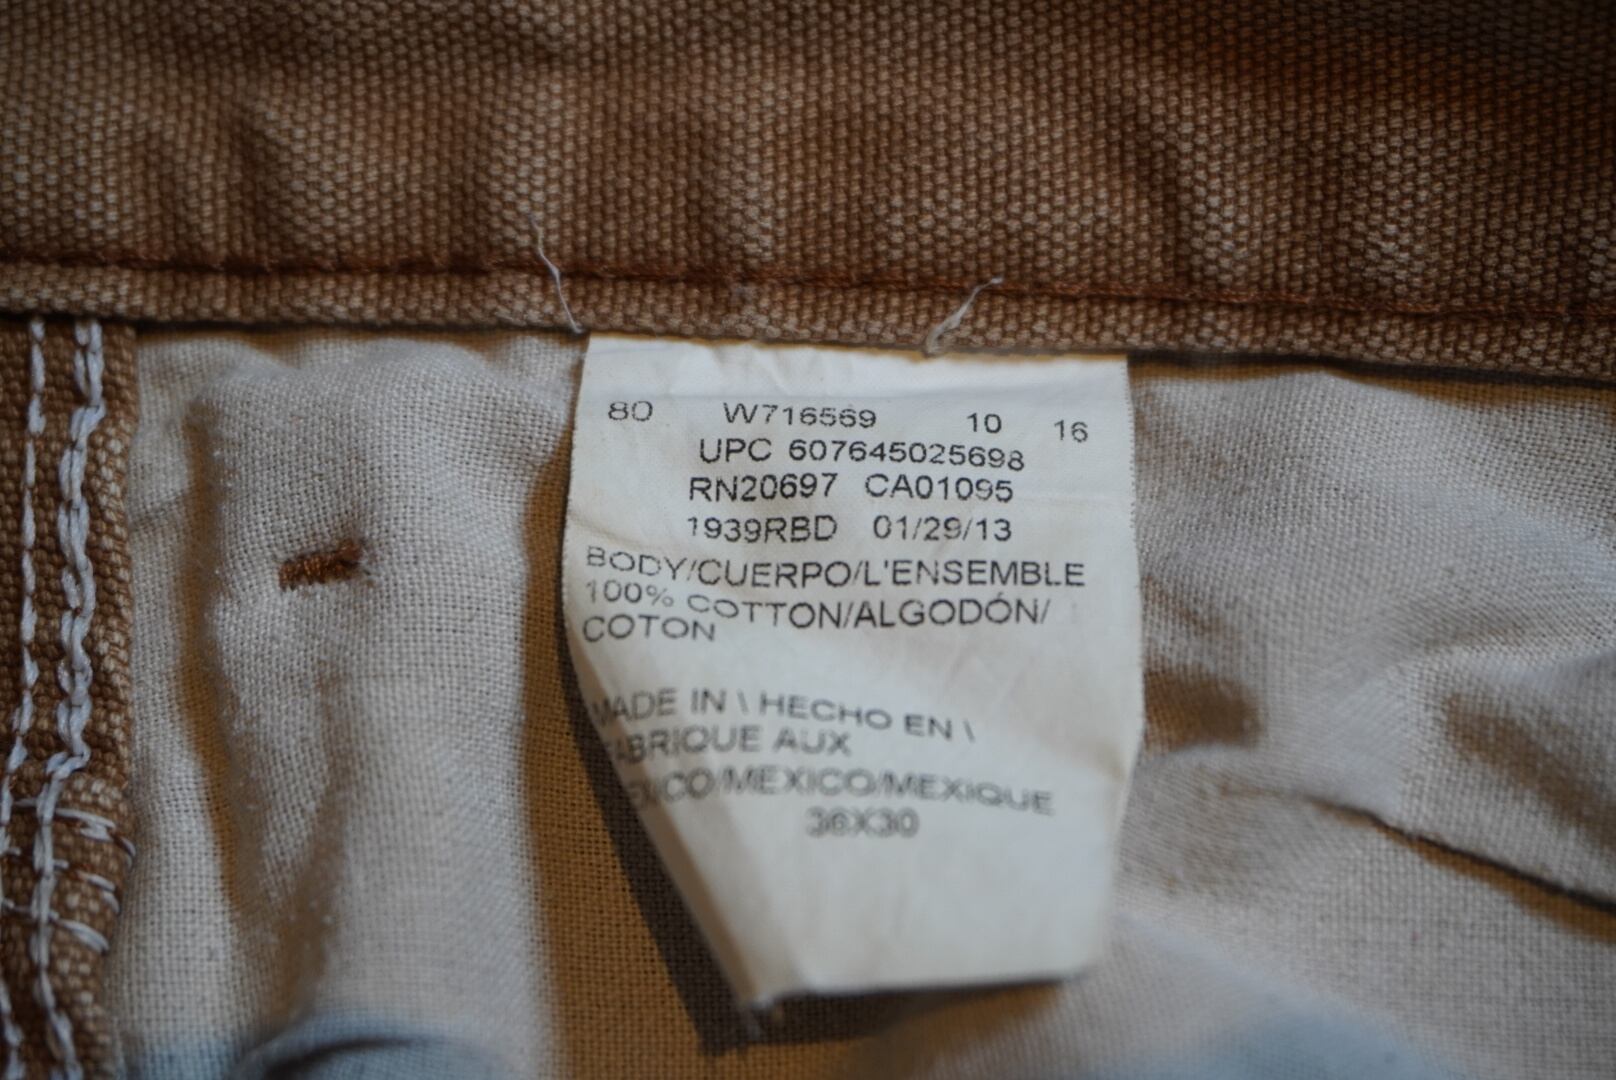 80 W716569 10 16
UPC 607645025698
RN20697 CA01095
1939RBD 01/29/13
BODY/CUERPO/L'ENSEMBLE
100% COTTON/ALGODÓN/
COTON
MADE IN \ HECHO EN \
FABRIQUE AUX
MEXICO/MEXICO/MEXIQUE
36X30